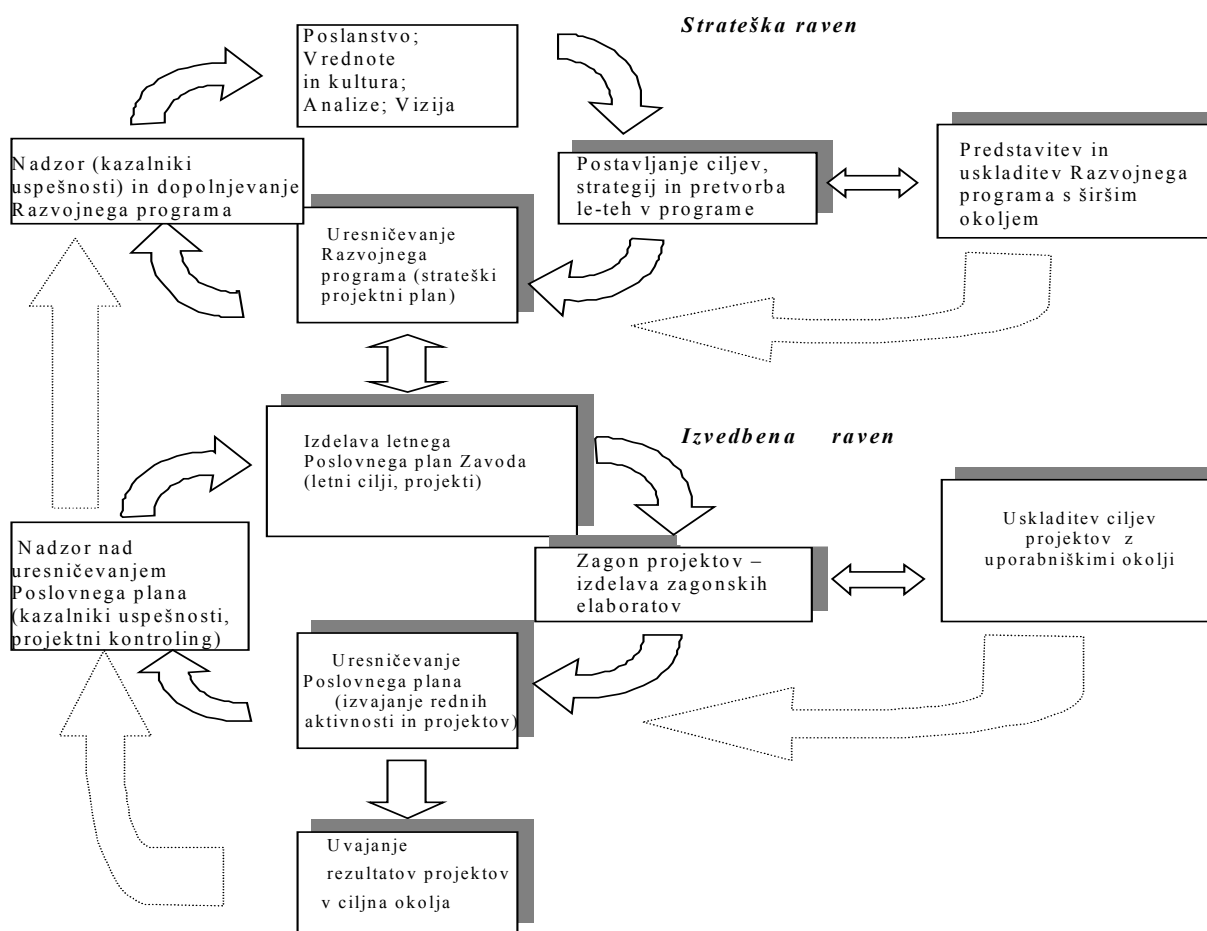 Strateška raven
Poslanstvo;
Vrednote
in kultura;
Analize; Vizija
Nadzor (kazalniki
uspešnosti) in dopolnjevanje
Razvojnega programa
Postavljanje ciljev,
strategij in pretvorba
le-teh v programe
Predstavitev in
uskladitev Razvojnega
programa s širšim
okoljem
Uresničevanje
Razvojnega
programa (strateški
projektni plan)
Izvedbena raven
Izdelava letnega
Poslovnega plan Zavoda
(letni cilji, projekti)
Nadzor nad
uresničevanjem
Poslovnega plana
(kazalniki uspešnosti,
projektni kontroling)
Zagon projektov –
izdelava zagonskih
elaboratov
Uskladitev ciljev
projektov z
uporabniškimi okolji
Uresničevanje
Poslovnega plana
(izvajanje rednih
aktivnosti in projektov)
Uvajanje
rezultatov projektov
v ciljna okolja